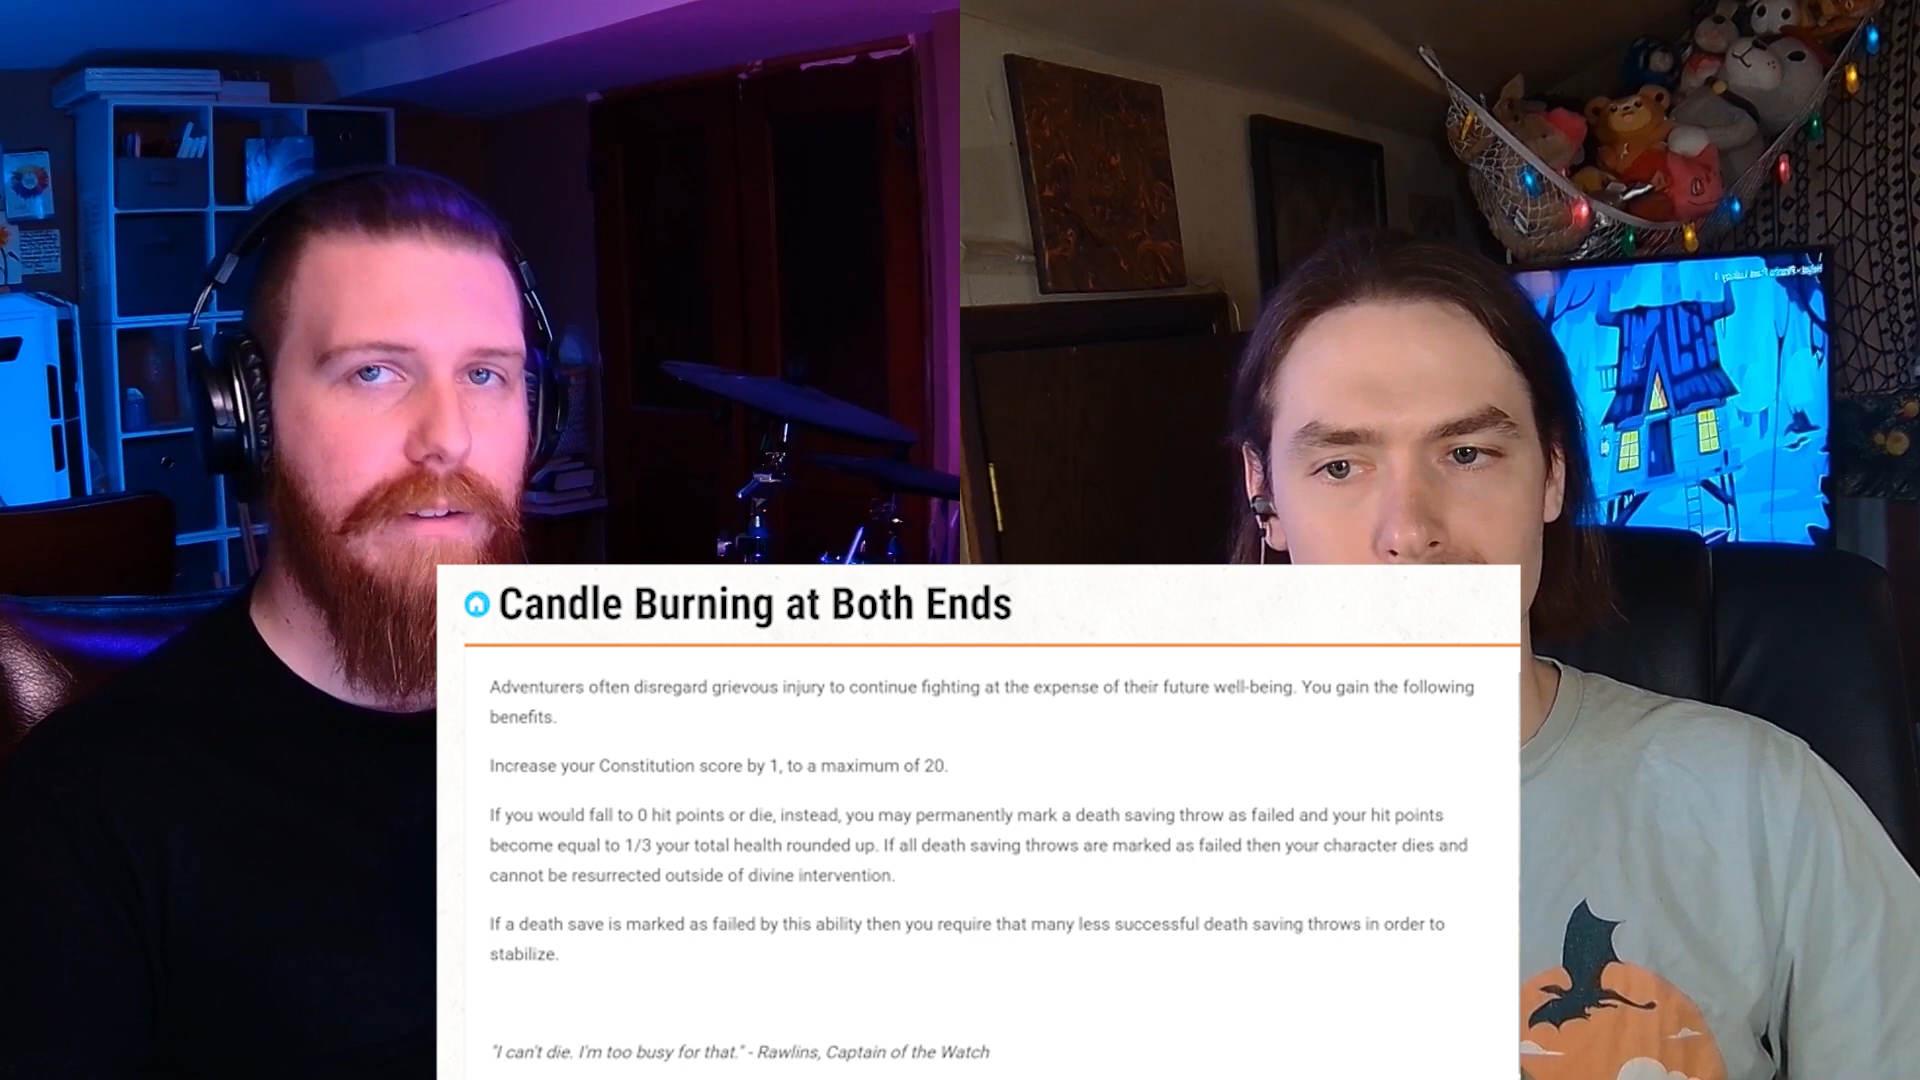 Candle Burning at Both Ends
Adventurers often disregard grievous injury to continue fighting at the expense of their future well-being. You gain the following
benefits.
Increase your Constitution score by 1, to a maximum of 20.
If you would fall to 0 hit points or die, instead, you may permanently mark a death saving throw as failed and your hit points
become equal to 1/3 your total health rounded up. If all death saving throws are marked as failed then your character dies and
cannot be resurrected outside of divine intervention.
If a death save is marked as failed by this ability then you require that many less successful death saving throws in order to
stabilize.
"I can't die. I'm too busy for that." - Rawlins, Captain of the Watch